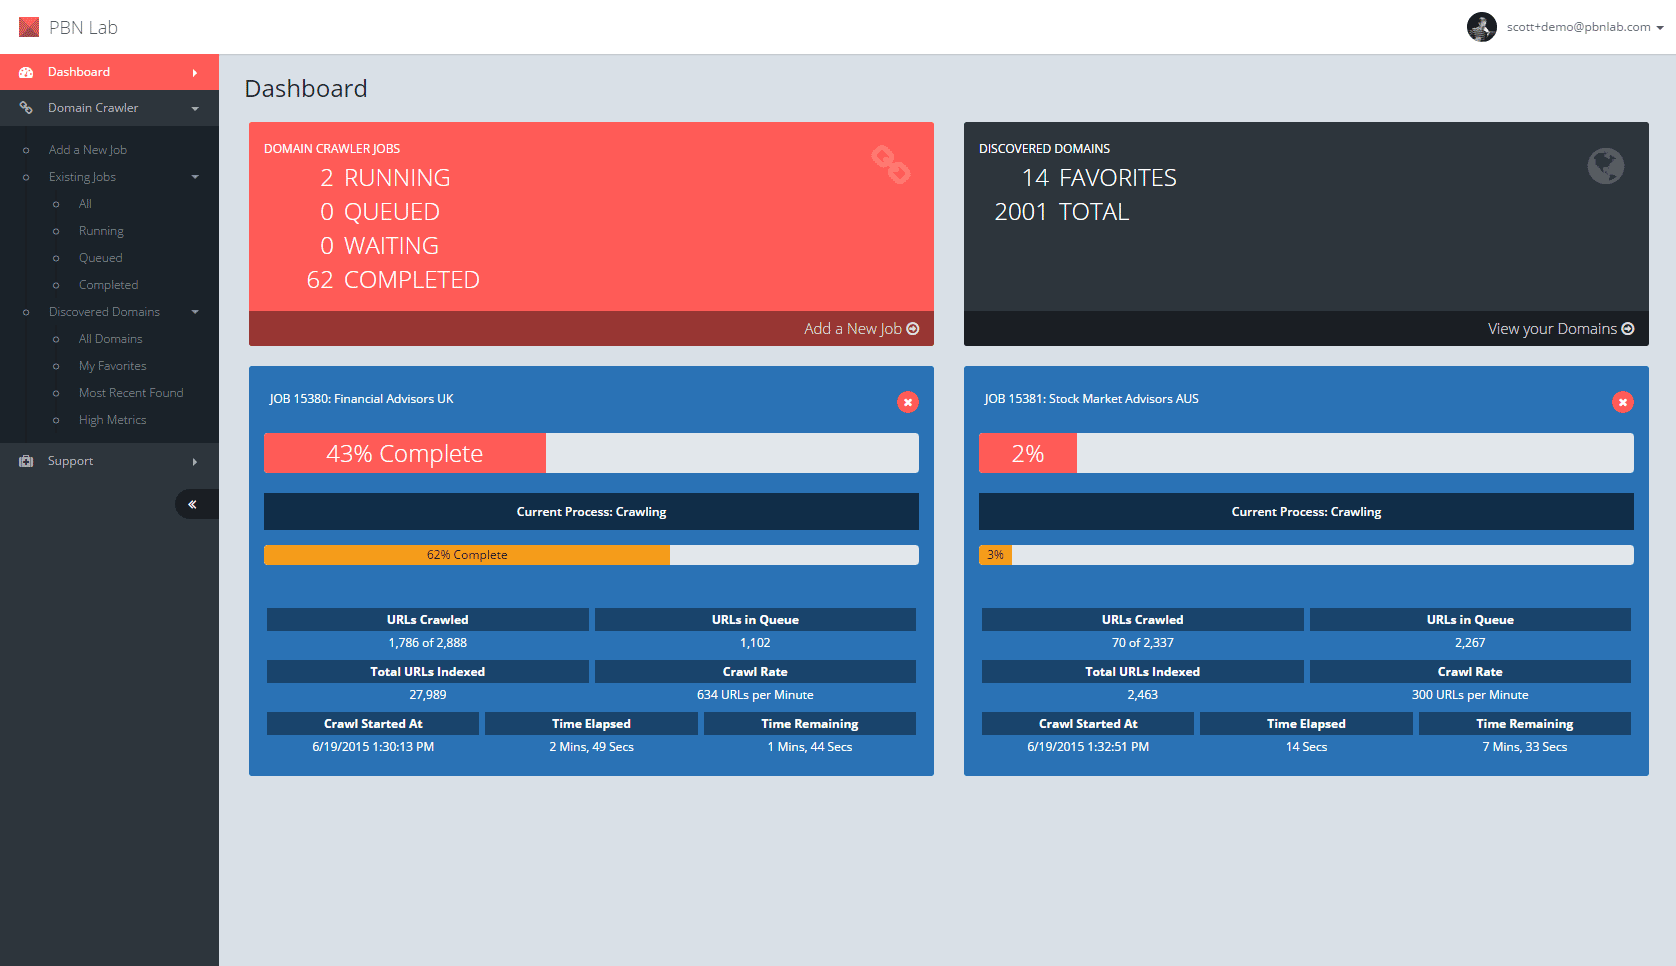 PBN Lab
scott+demo@pbnlab.com
Dashboard
Domain Crawler
Add a New Job
Existing Jobs
All
Running
Queued
Completed
Discovered Domains
All Domains
My Favorites
Most Recent Found
High Metrics
Support
Dashboard
DOMAIN CRAWLER JOBS
2 RUNNING
0 QUEUED
0 WAITING
62 COMPLETED
Add a New Job
DISCOVERED DOMAINS
14 FAVORITES
2001 TOTAL
View your Domains
JOB 15380: Financial Advisors UK
43% Complete
Current Process: Crawling
62% Complete
URLs Crawled URLs in Queue
1,786 of 2,888 1,102
Total URLs Indexed Crawl Rate
27,989 634 URLs per Minute
Crawl Started At Time Elapsed Time Remaining
6/19/2015 1:30:13 PM 2 Mins, 49 Secs 1 Mins, 44 Secs
JOB 15381: Stock Market Advisors AUS
2%
Current Process: Crawling
3%
URLs Crawled URLs in Queue
70 of 2,337 2,267
Total URLs Indexed Crawl Rate
2,463 300 URLs per Minute
Crawl Started At Time Elapsed Time Remaining
6/19/2015 1:32:51 PM 14 Secs 7 Mins, 33 Secs